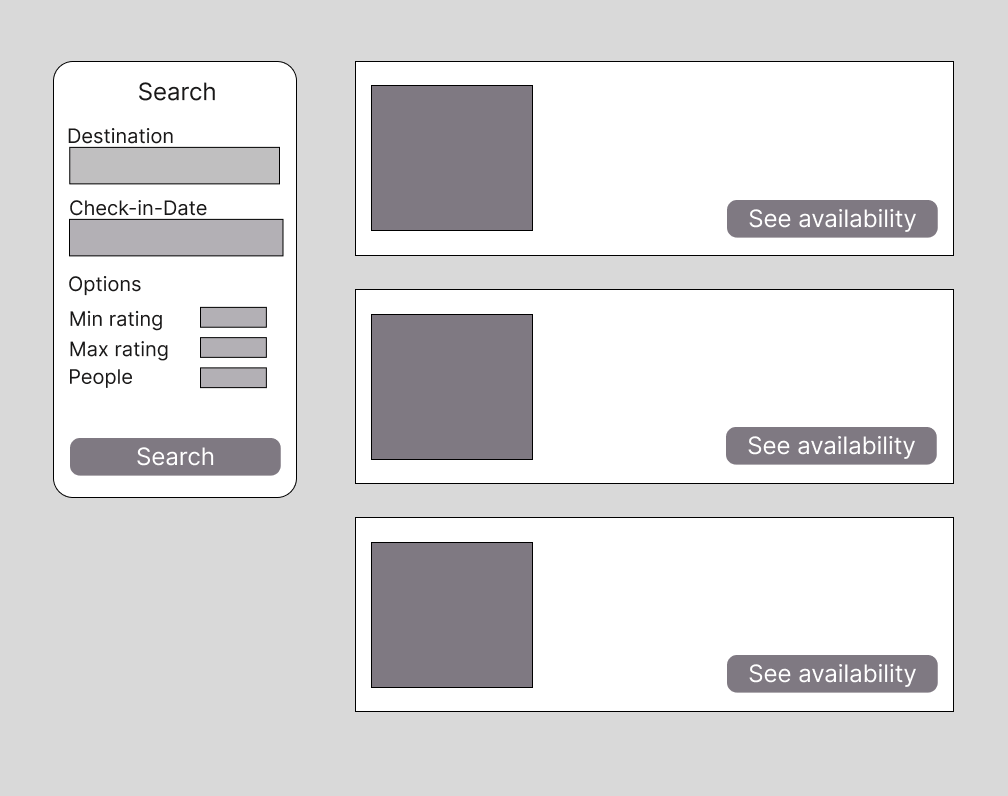 Search
Destination
Check-in-Date
Options
Min rating
Max rating
People
Search
See availability
See availability
See availability